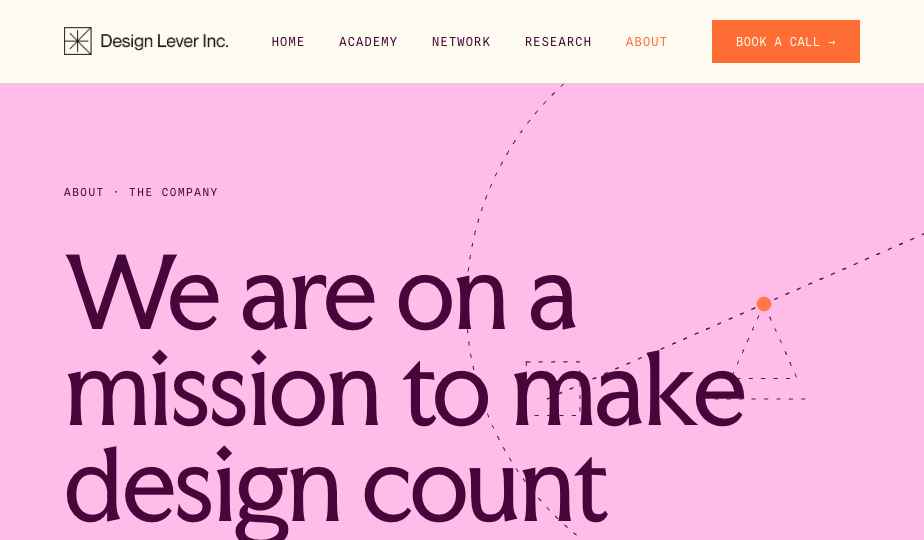 Design Lever Inc.
HOME ACADEMY NETWORK RESEARCH ABOUT BOOK A CALL →
ABOUT · THE COMPANY
We are on a
mission to make
design count